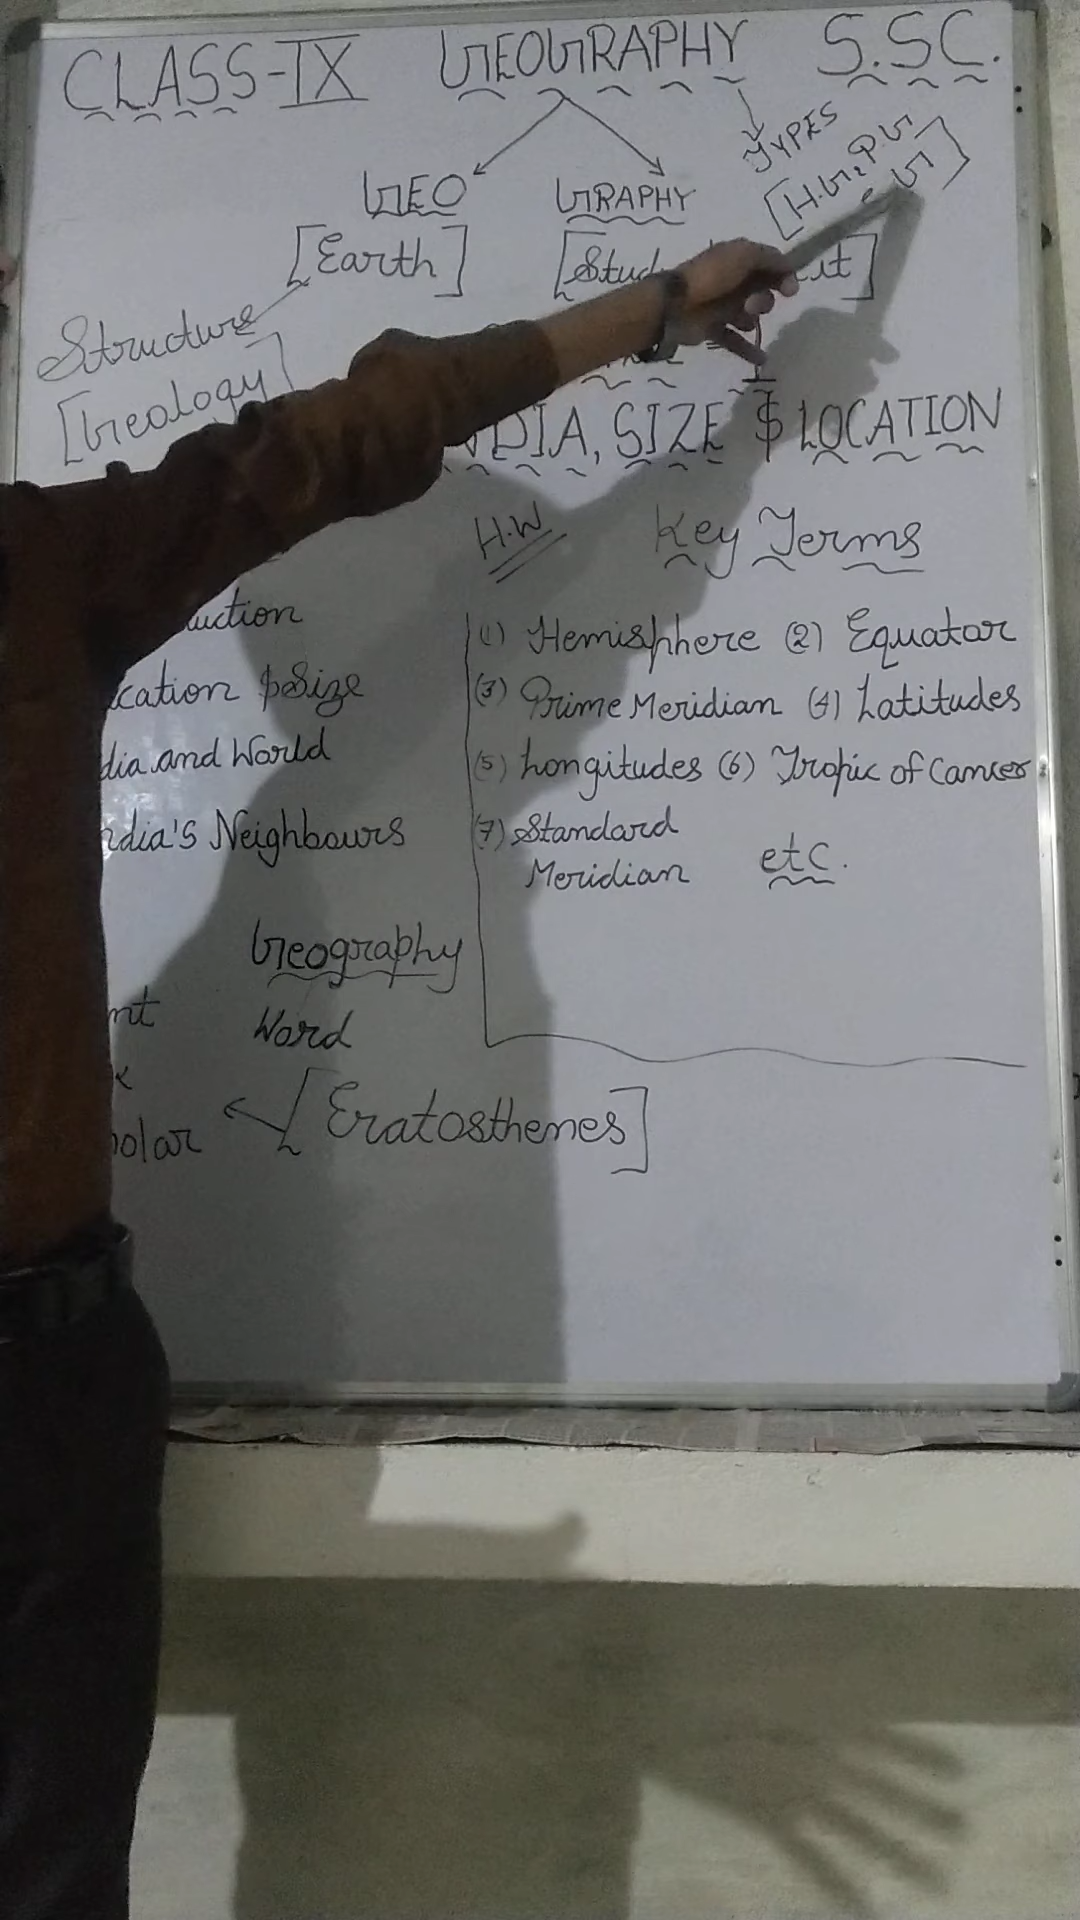 CLASS-IX GEOGRAPHY S.S.C.
GEO GRAPHY TYPES
[Earth] [H.G, P.G
G]
Structure
[Geology]
DIA, SIZE & LOCATION
H.W Key Terms
(1) Hemisphere (2) Equator
(3) Prime Meridian (4) Latitudes
(5) Longitudes (6) Tropic of Cancer
(7) Standard
Meridian etc.
uction
cation & Size
dia and World
dia's Neighbours
Geography
Word
[Eratosthenes]
olar